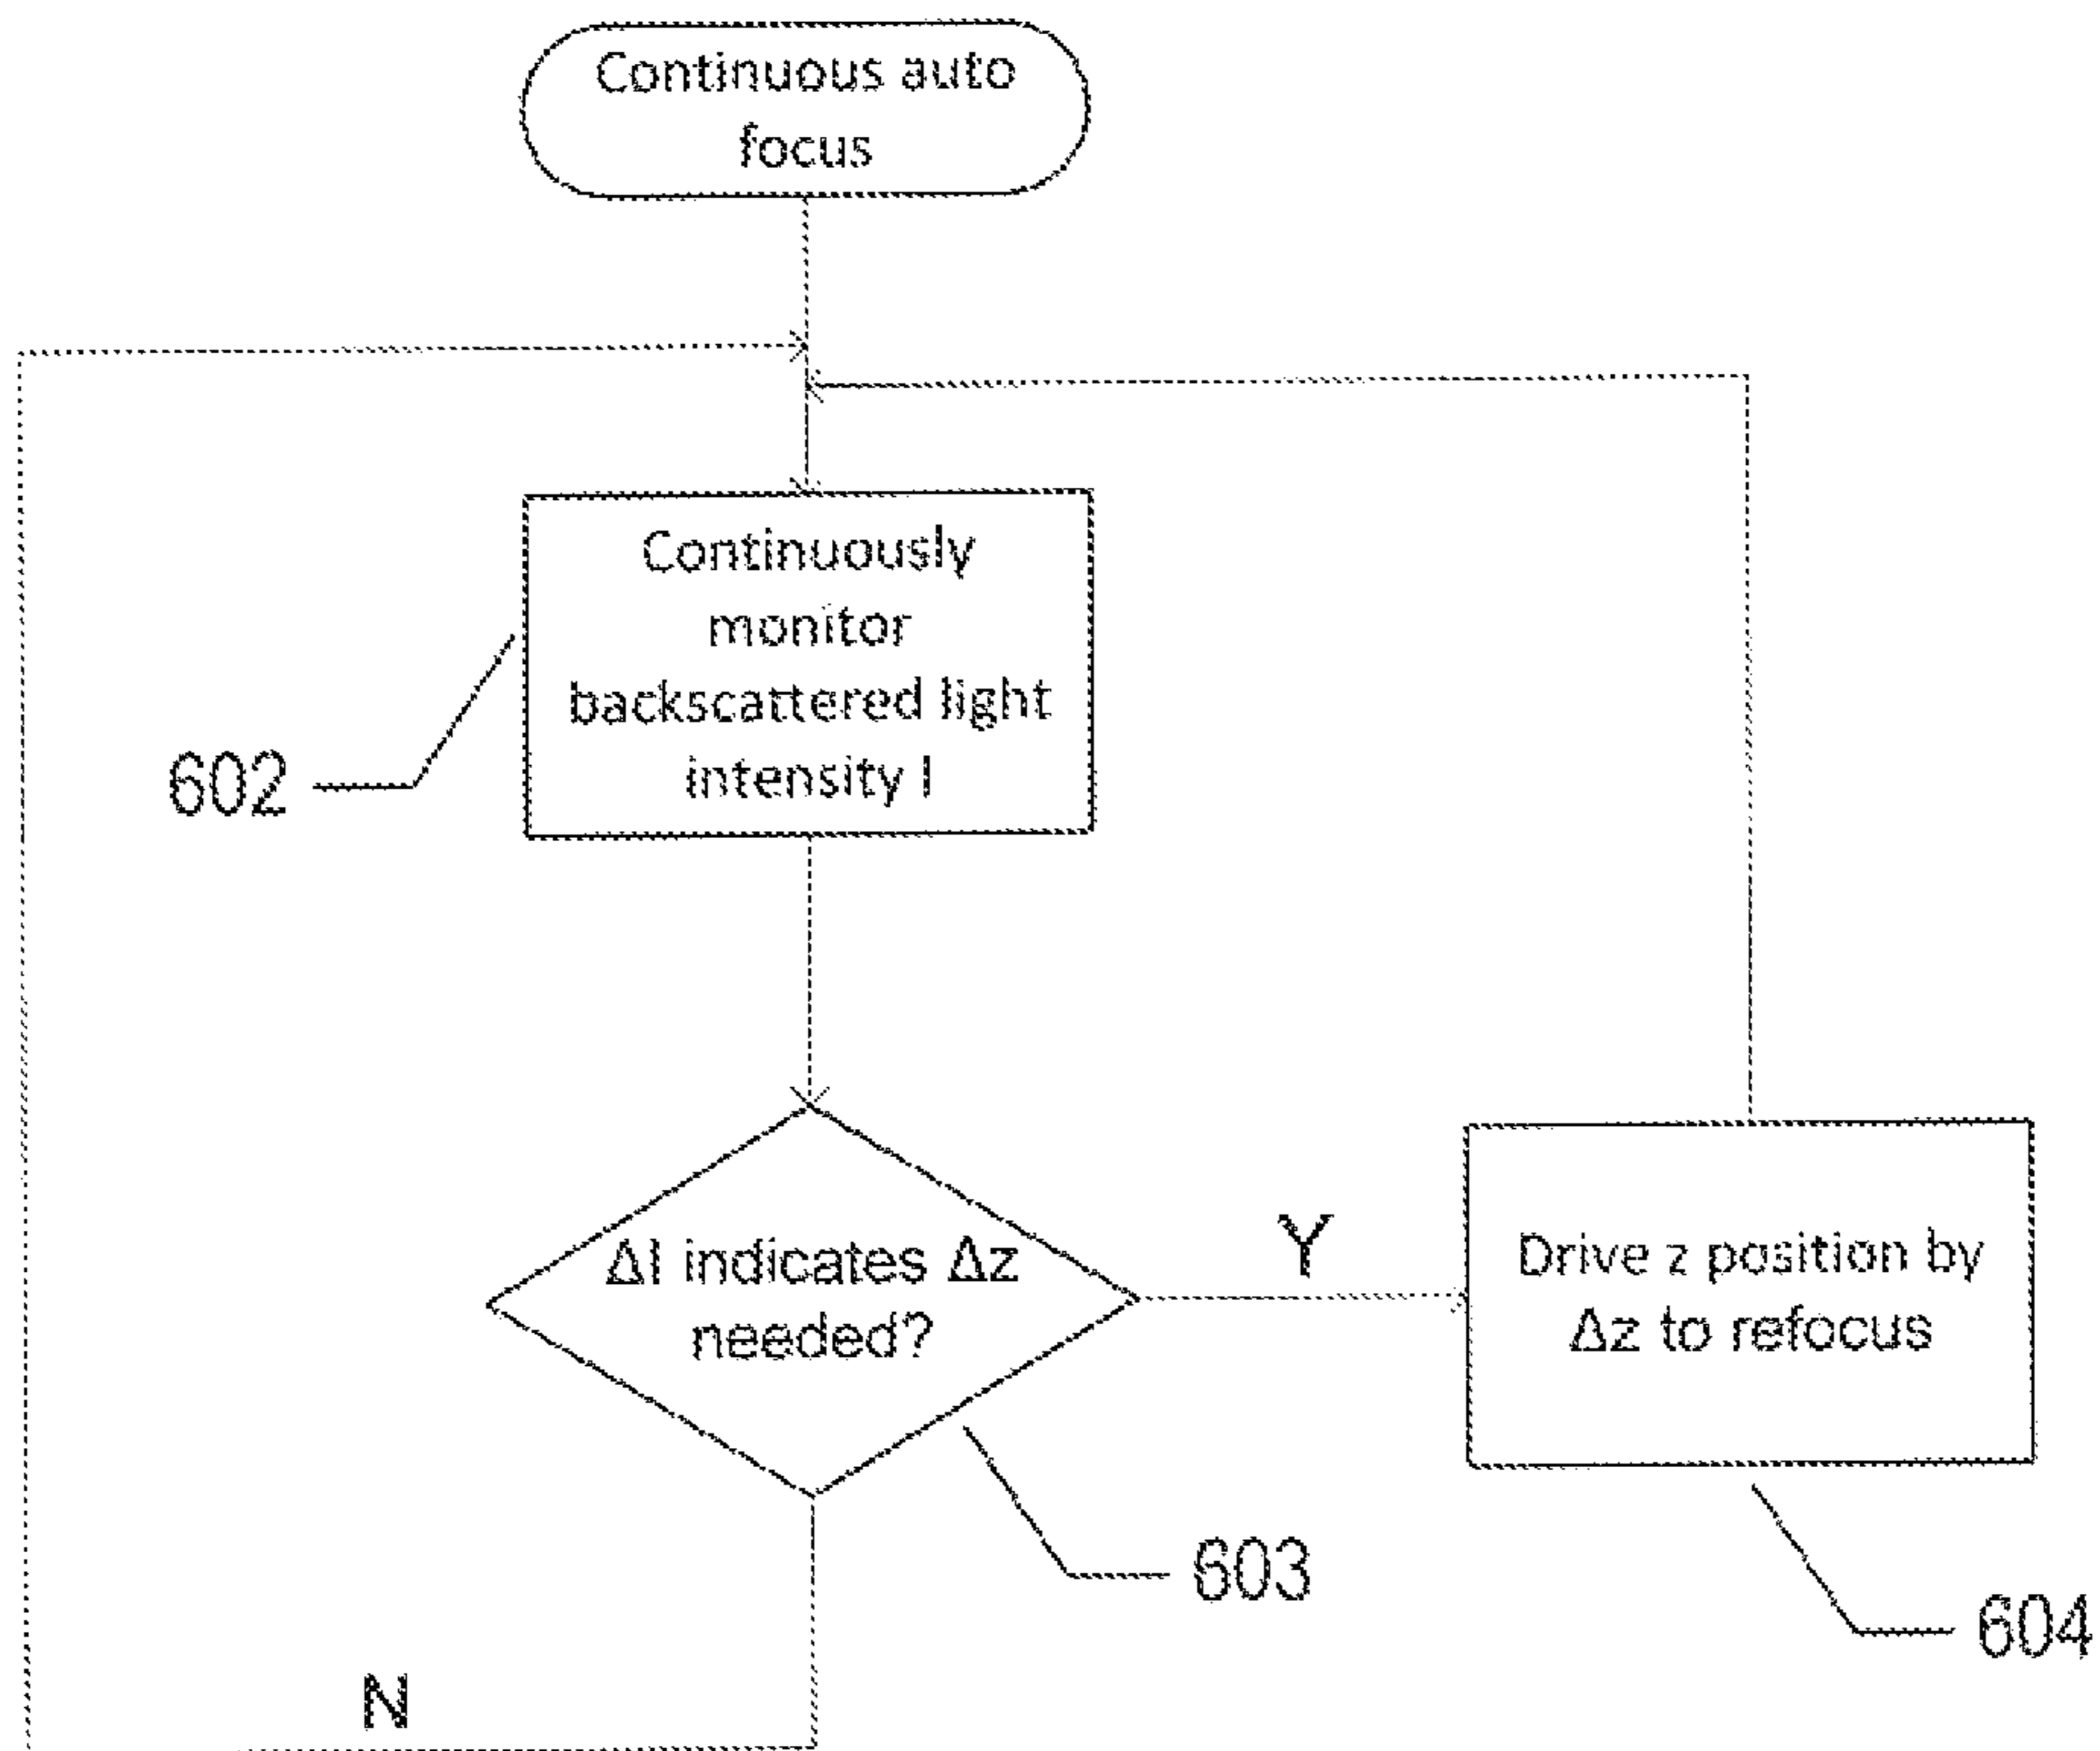 Continuous auto
focus
Continuously
monitor
backscattered light
intensity I
602
ΔI indicates Δz
needed?
Y
Drive z position by
Δz to refocus
603
604
N